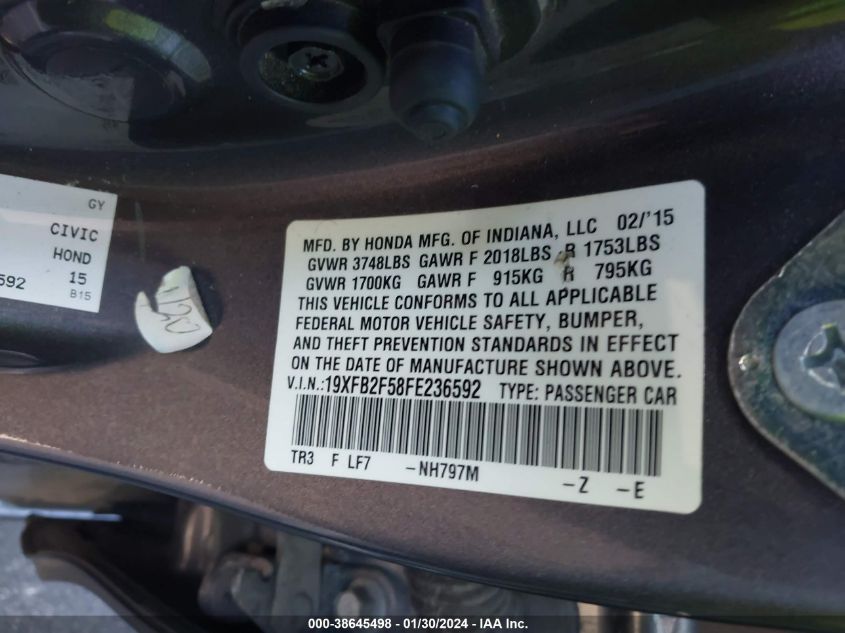 GY
CIVIC
HOND
15
592
B15
MFD. BY HONDA MFG. OF INDIANA, LLC 02/'15
GVWR 3748LBS GAWR F 2018LBS R 1753LBS
GVWR 1700KG GAWR F 915KG R 795KG
THIS VEHICLE CONFORMS TO ALL APPLICABLE
FEDERAL MOTOR VEHICLE SAFETY, BUMPER,
AND THEFT PREVENTION STANDARDS IN EFFECT
ON THE DATE OF MANUFACTURE SHOWN ABOVE.
V.I.N.:19XFB2F58FE236592 TYPE: PASSENGER CAR
TR3 F LF7 -NH797M -Z -E
000-38645498 - 01/30/2024 - IAA Inc.